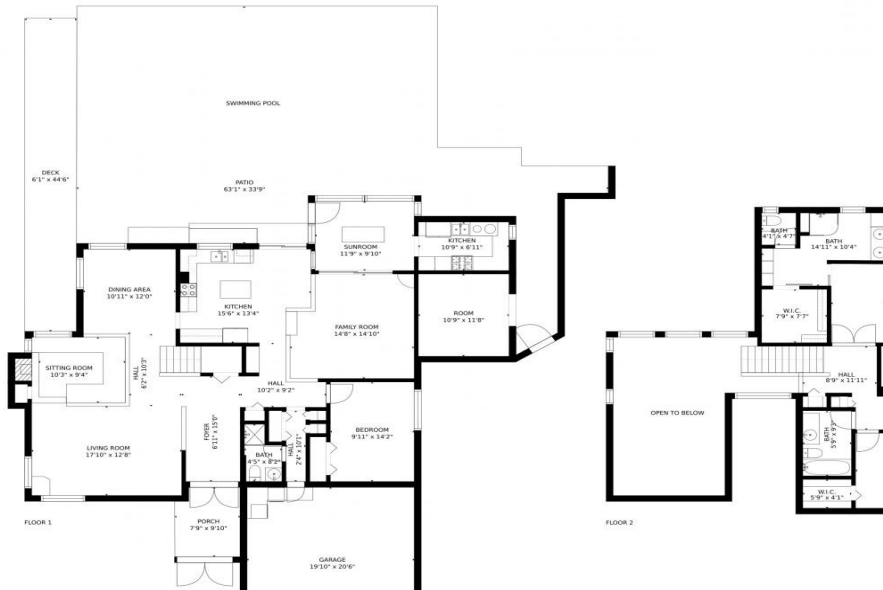 SWIMMING POOL
DECK
6'1" x 44'6"
PATIO
63'1" x 33'9"
SUNROOM
11'9" x 9'10"
KITCHEN
10'9" x 6'11"
DINING AREA
10'11" x 12'0"
KITCHEN
15'6" x 13'4"
FAMILY ROOM
14'8" x 14'10"
ROOM
10'9" x 11'8"
SITTING ROOM
10'3" x 9'4"
HALL
6'2" x 10'3"
HALL
10'2" x 9'2"
LIVING ROOM
17'10" x 12'8"
FOYER
6'11" x 15'0"
BATH
4'5" x 8'2"
HALL
2'4" x 10'1"
BEDROOM
9'11" x 14'2"
PORCH
7'9" x 9'10"
GARAGE
19'10" x 20'6"
FLOOR 1
BATH
4'1" x 4'7"
BATH
14'11" x 10'4"
W.I.C.
7'9" x 7'7"
HALL
8'9" x 11'11"
OPEN TO BELOW
BATH
5'9" x 9'3"
W.I.C.
5'9" x 4'1"
FLOOR 2